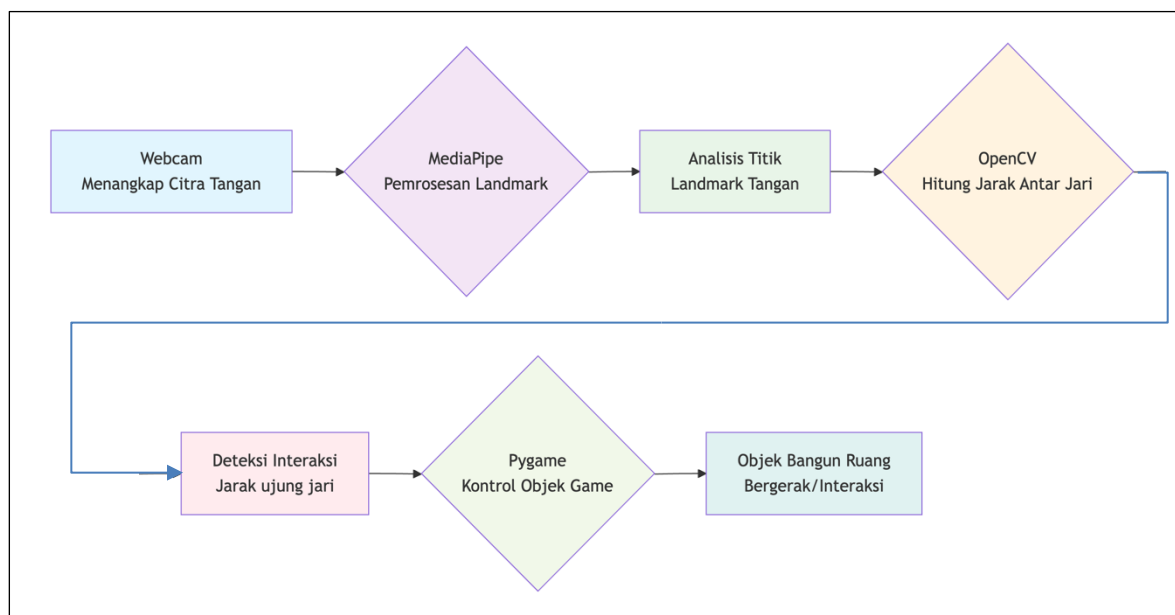 Webcam
Menangkap Citra Tangan
MediaPipe
Pemrosesan Landmark
Analisis Titik
Landmark Tangan
OpenCV
Hitung Jarak Antar Jari
Deteksi Interaksi
Jarak ujung jari
Pygame
Kontrol Objek Game
Objek Bangun Ruang
Bergerak/Interaksi